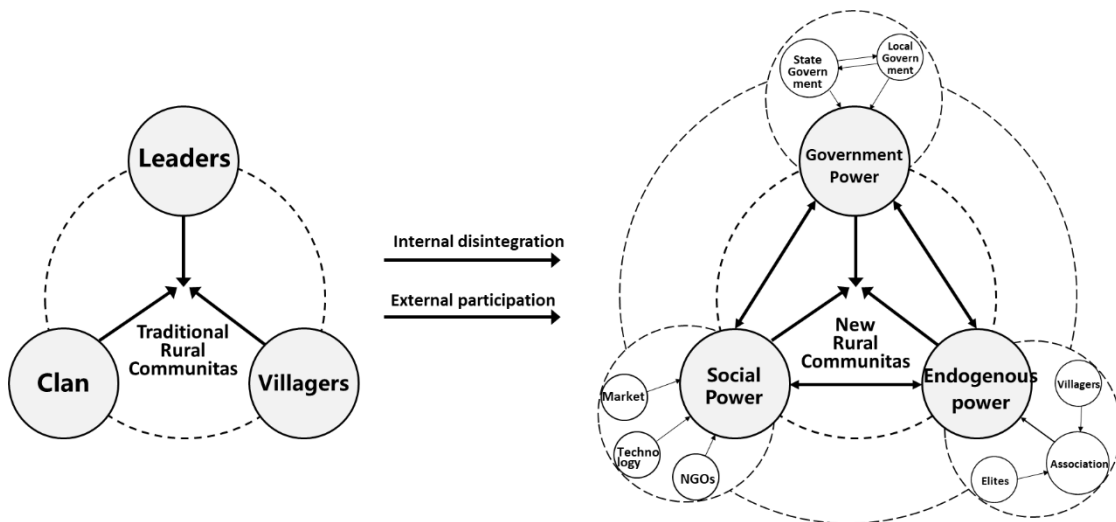 Leaders
Clan
Villagers
Traditional
Rural
Communitas
Internal disintegration
External participation
State
Govern
ment
Local
Govern
ment
Government
Power
Social
Power
Endogenous
power
New
Rural
Communitas
Market
Techno
logy
NGOs
Villagers
Association
Elites